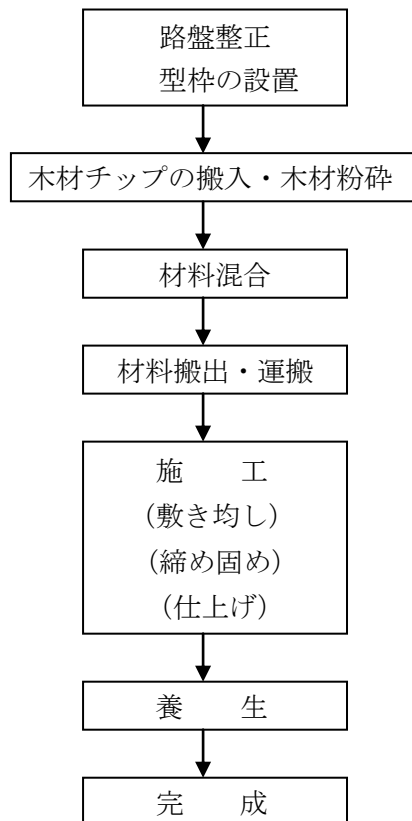 路盤整正
型枠の設置
木材チップの搬入・木材粉砕
材料混合
材料搬出・運搬
施　　工
（敷き均し）
（締め固め）
（仕上げ）
養　　生
完　　成